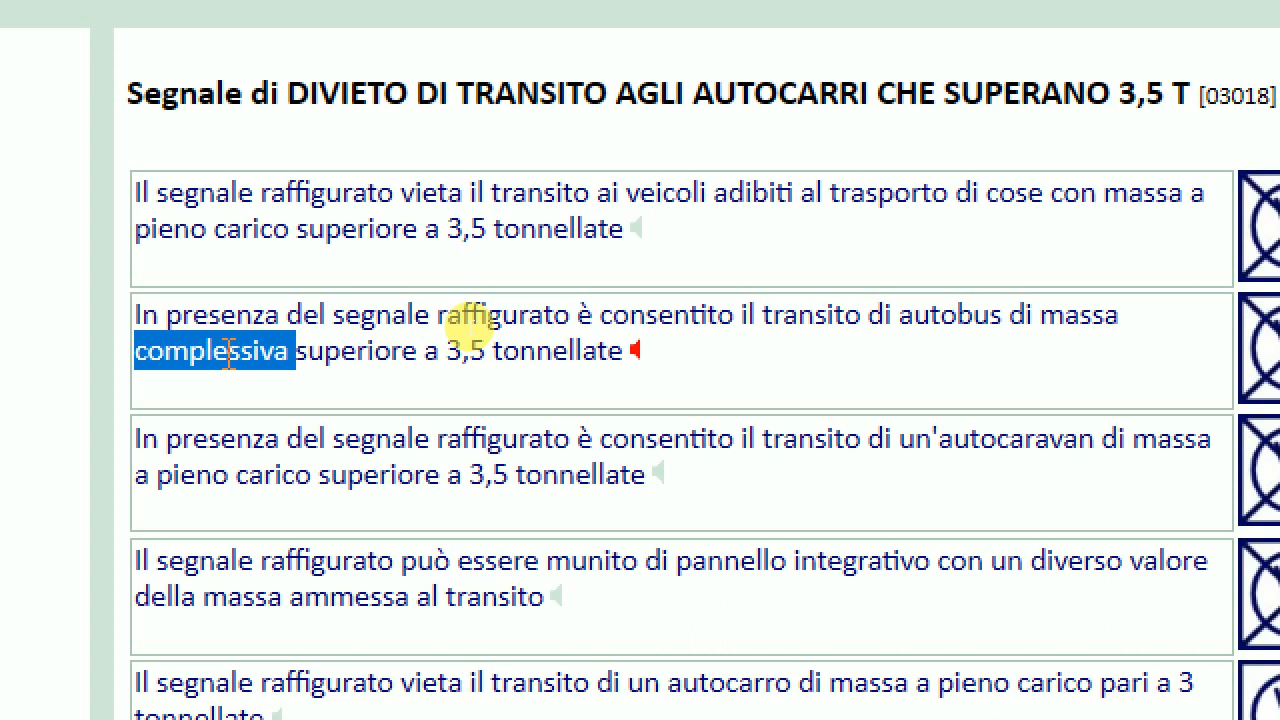 Segnale di DIVIETO DI TRANSITO AGLI AUTOCARRI CHE SUPERANO 3,5 T [03018]
Il segnale raffigurato vieta il transito ai veicoli adibiti al trasporto di cose con massa a
pieno carico superiore a 3,5 tonnellate
In presenza del segnale raffigurato è consentito il transito di autobus di massa
complessiva superiore a 3,5 tonnellate
In presenza del segnale raffigurato è consentito il transito di un'autocaravan di massa
a pieno carico superiore a 3,5 tonnellate
Il segnale raffigurato può essere munito di pannello integrativo con un diverso valore
della massa ammessa al transito
Il segnale raffigurato vieta il transito di un autocarro di massa a pieno carico pari a 3
tonnellate